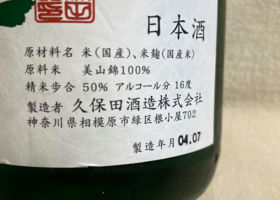 日本酒
原材料名 米(国産)、米麹(国産米)
原料米 美山錦100%
精米歩合 50% アルコール分 16度
製造者 久保田酒造株式会社
神奈川県相模原市緑区根小屋702
製造年月 04.07